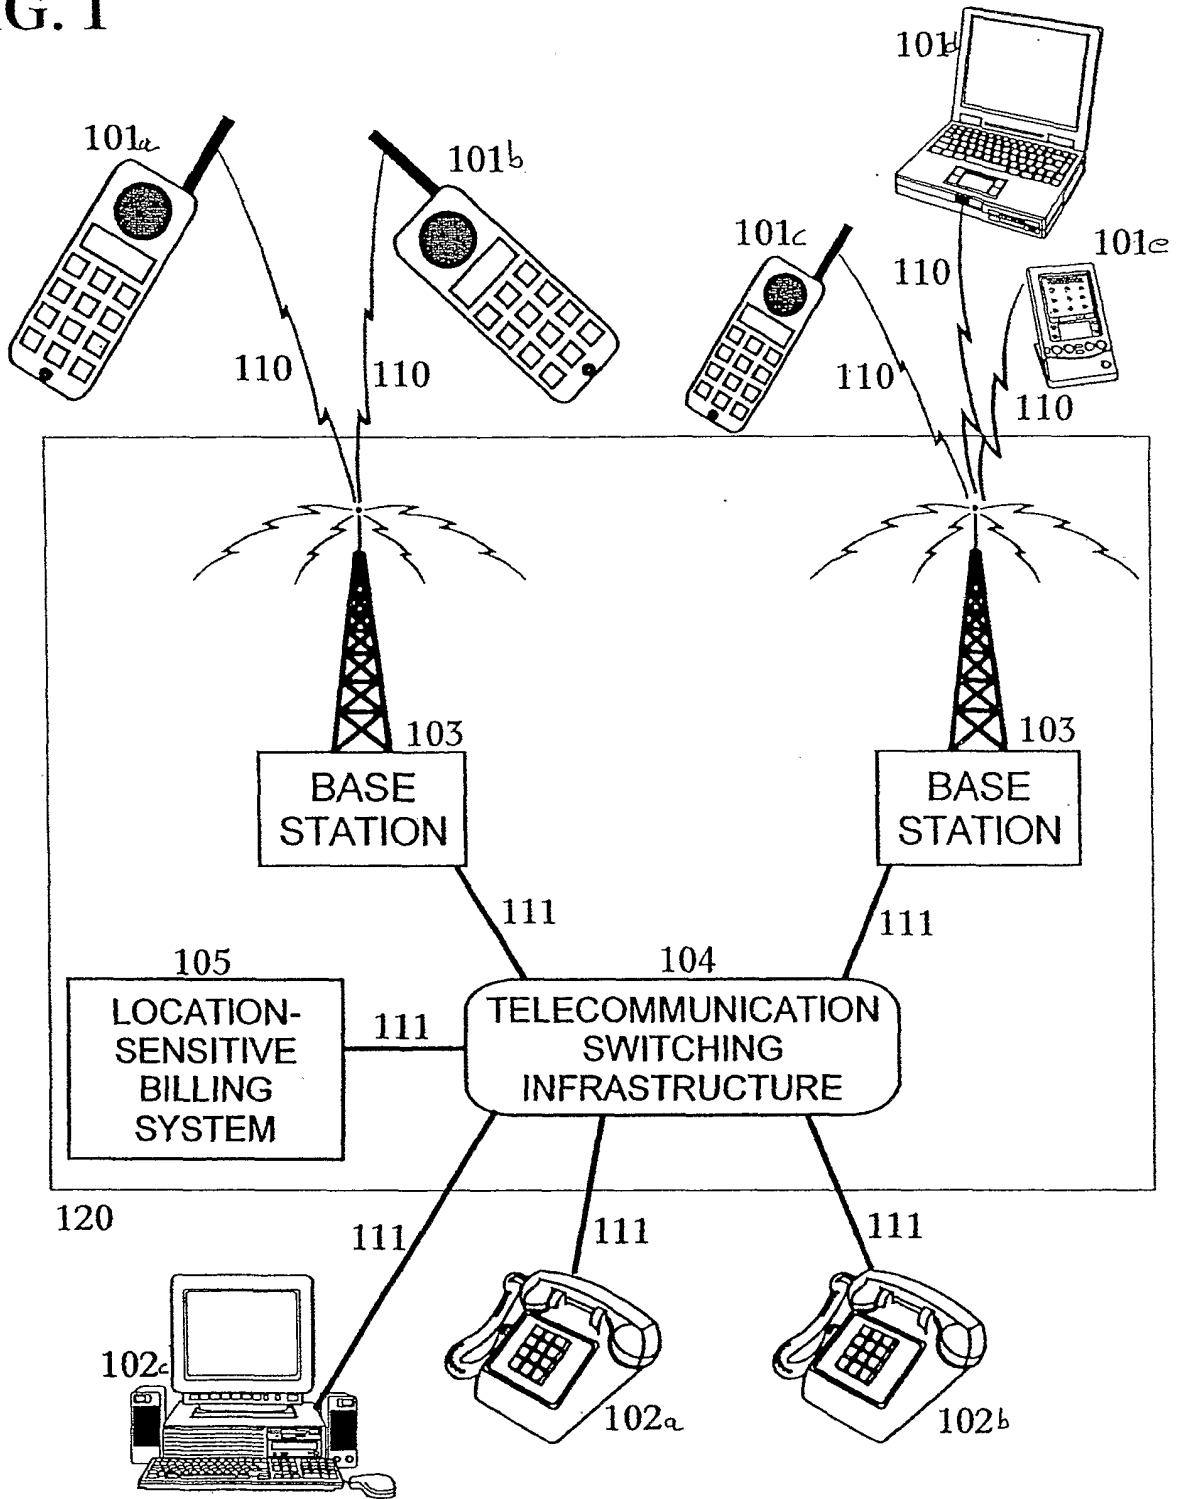 G. 1
101d
101a
101b
101c
101e
110
110
110
110
110
103
BASE
STATION
103
BASE
STATION
111
111
105
LOCATION-
SENSITIVE
BILLING
SYSTEM
111
104
TELECOMMUNICATION
SWITCHING
INFRASTRUCTURE
120
111
111
111
102c
102a
102b